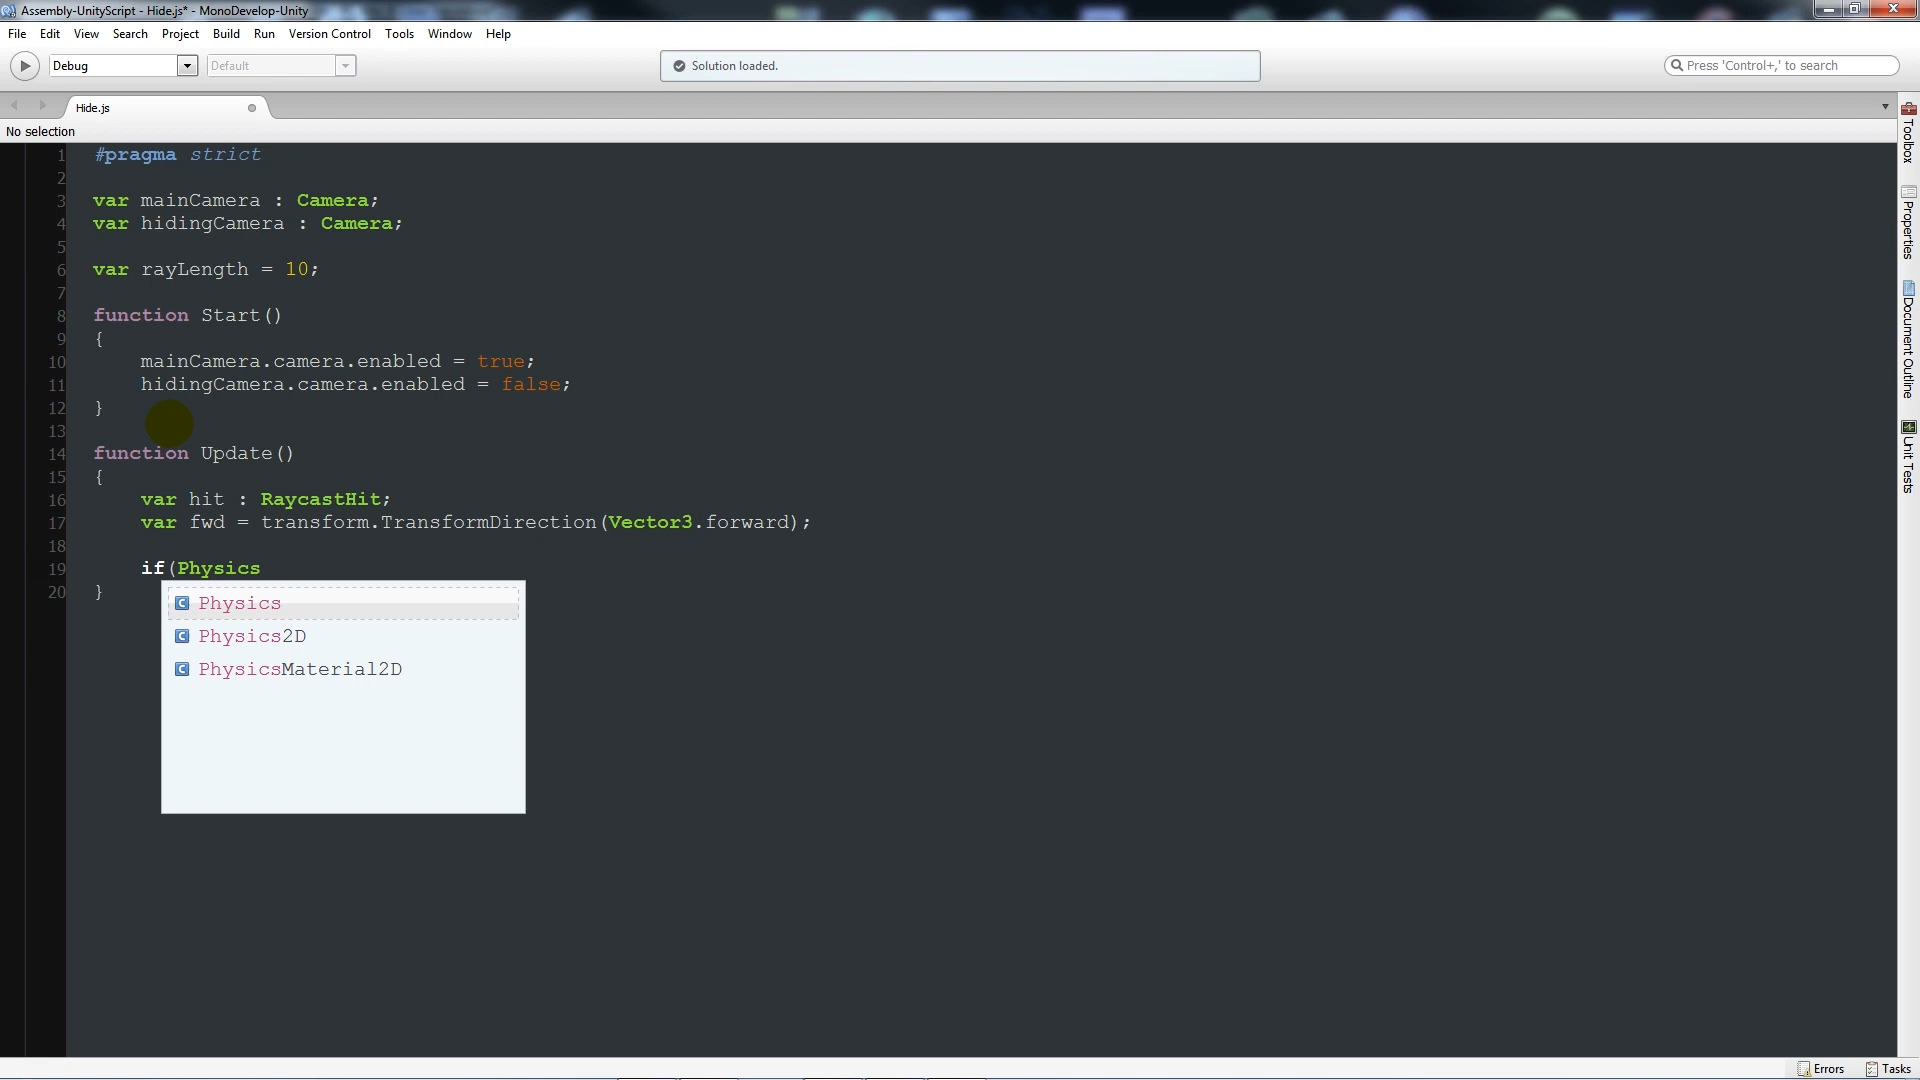 Assembly-UnityScript - Hide.js* - MonoDevelop-Unity
File Edit View Search Project Build Run Version Control Tools Window Help
Debug Default Solution loaded. Press 'Control+,' to search
Hide.js
No selection
1 #pragma strict
2
3 var mainCamera : Camera;
4 var hidingCamera : Camera;
5
6 var rayLength = 10;
7
8 function Start()
9 {
10 mainCamera.camera.enabled = true;
11 hidingCamera.camera.enabled = false;
12 }
13
14 function Update()
15 {
16 var hit : RaycastHit;
17 var fwd = transform.TransformDirection(Vector3.forward);
18
19 if(Physics
20 }
Physics
Physics2D
PhysicsMaterial2D
Toolbox
Properties
Document Outline
Unit Tests
Errors Tasks